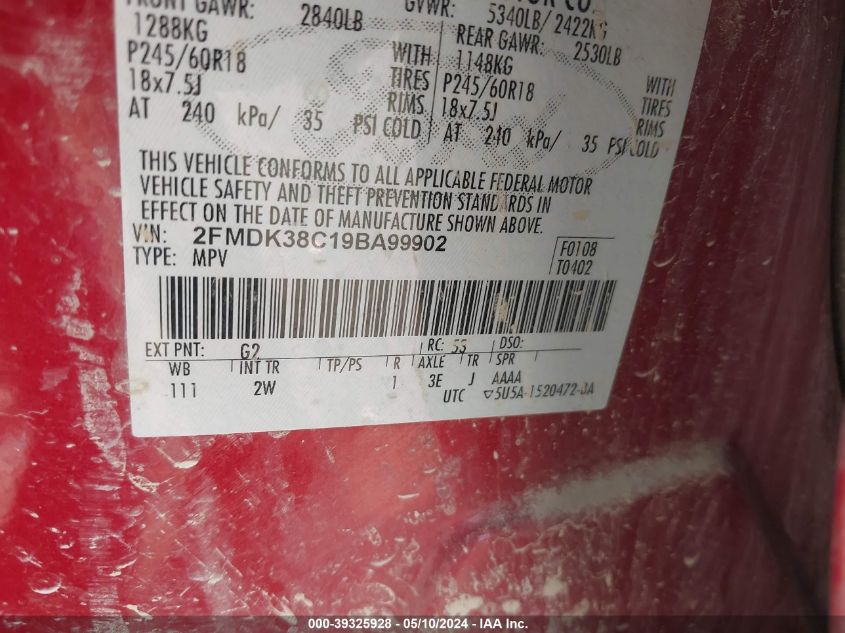 FRONT GAWR: 2840LB GVWR: 5340LB/2422KG
1288KG REAR GAWR: 2530LB
P245/60R18 WITH 1148KG WITH
18x7.5J TIRES P245/60R18 TIRES
AT 240 kPa/ 35 PSI COLD RIMS 18x7.5J RIMS
AT 240 kPa/ 35 PSI COLD
THIS VEHICLE CONFORMS TO ALL APPLICABLE FEDERAL MOTOR
VEHICLE SAFETY AND THEFT PREVENTION STANDARDS IN
EFFECT ON THE DATE OF MANUFACTURE SHOWN ABOVE.
VIN: 2FMDK38C19BA99902
TYPE: MPV
F0108
T0402
EXT PNT: G2 RC: 55 DSO:
WB INT TR TP/PS R AXLE TR SPR
111 2W 1 3E J AAAA
UTC ▽5U5A-1520472-JA
000-39325928 - 05/10/2024 - IAA Inc.